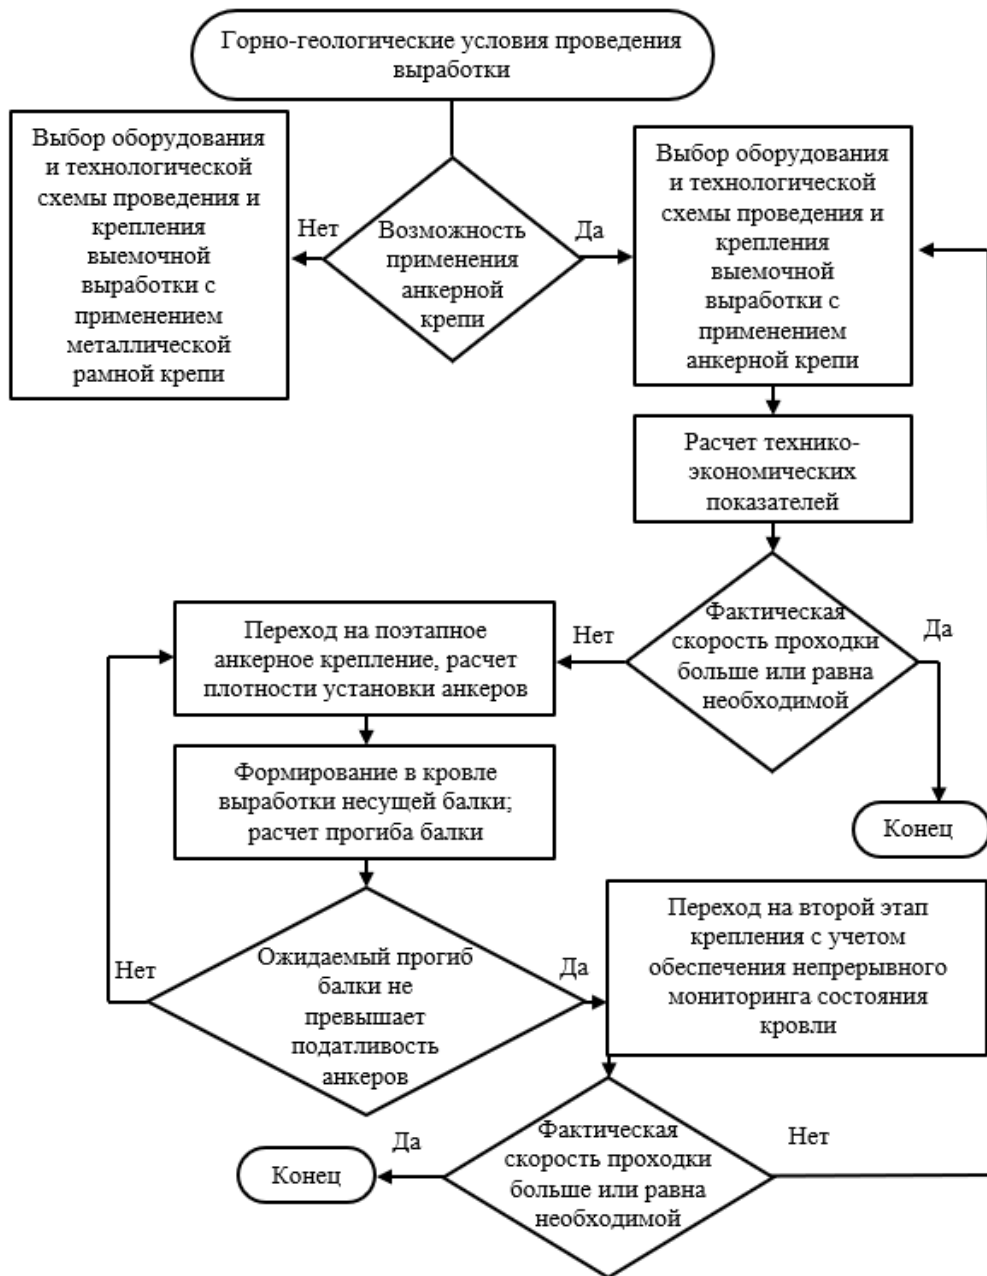 Горно-геологические условия проведения
выработки
Выбор оборудования
и технологической
схемы проведения и
крепления
выемочной
выработки с
применением
металлической
рамной крепи
Нет
Возможность
применения
анкерной
крепи
Да
Выбор оборудования
и технологической
схемы проведения и
крепления
выемочной
выработки с
применением
анкерной крепи
Расчет технико-
экономических
показателей
Фактическая
скорость проходки
больше или равна
необходимой
Нет
Да
Переход на поэтапное
анкерное крепление, расчет
плотности установки анкеров
Формирование в кровле
выработки несущей балки;
расчет прогиба балки
Конец
Нет
Ожидаемый прогиб
балки не
превышает
податливость
анкеров
Да
Переход на второй этап
крепления с учетом
обеспечения непрерывного
мониторинга состояния
кровли
Фактическая
скорость проходки
больше или равна
необходимой
Да
Нет
Конец